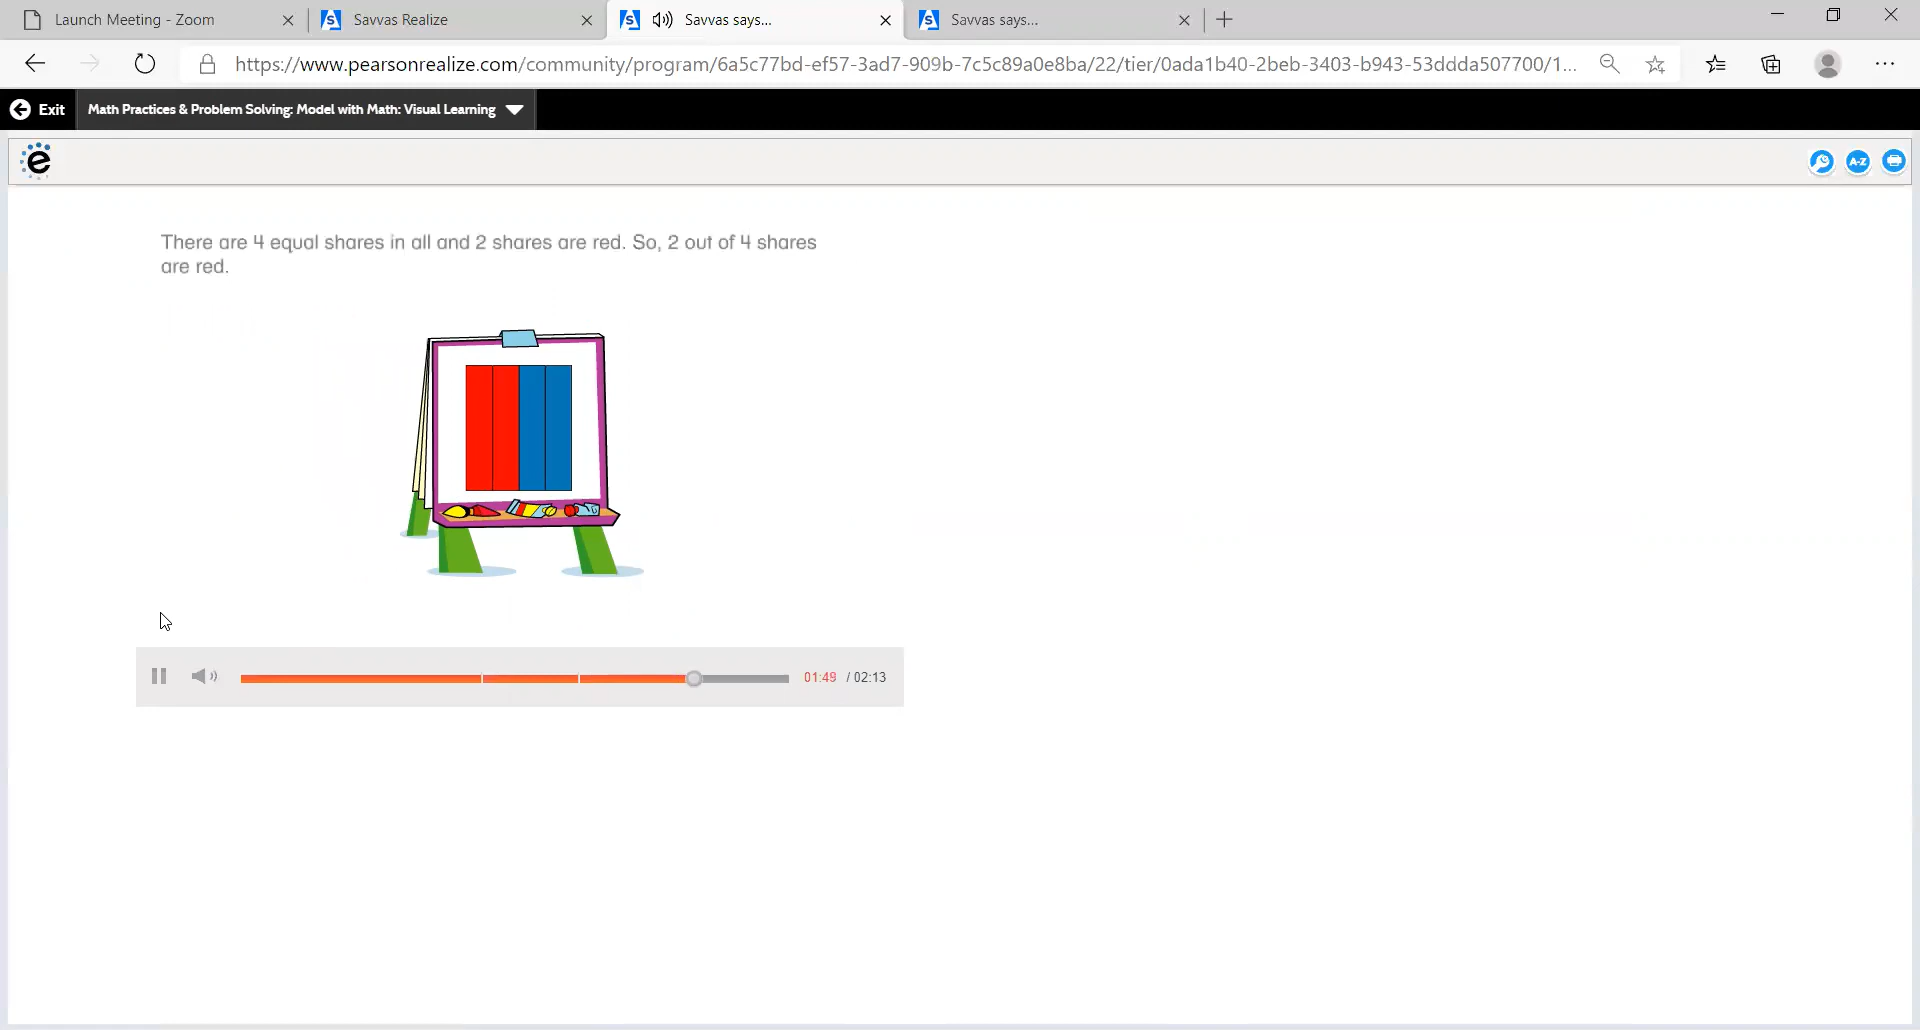 Launch Meeting - Zoom
Savvas Realize
Savvas says...
Savvas says...
https://www.pearsonrealize.com/community/program/6a5c77bd-ef57-3ad7-909b-7c5c89a0e8ba/22/tier/0ada1b40-2beb-3403-b943-53ddda507700/1...
Exit
Math Practices & Problem Solving: Model with Math: Visual Learning
e
A-Z
There are 4 equal shares in all and 2 shares are red. So, 2 out of 4 shares
are red.
01:49 / 02:13